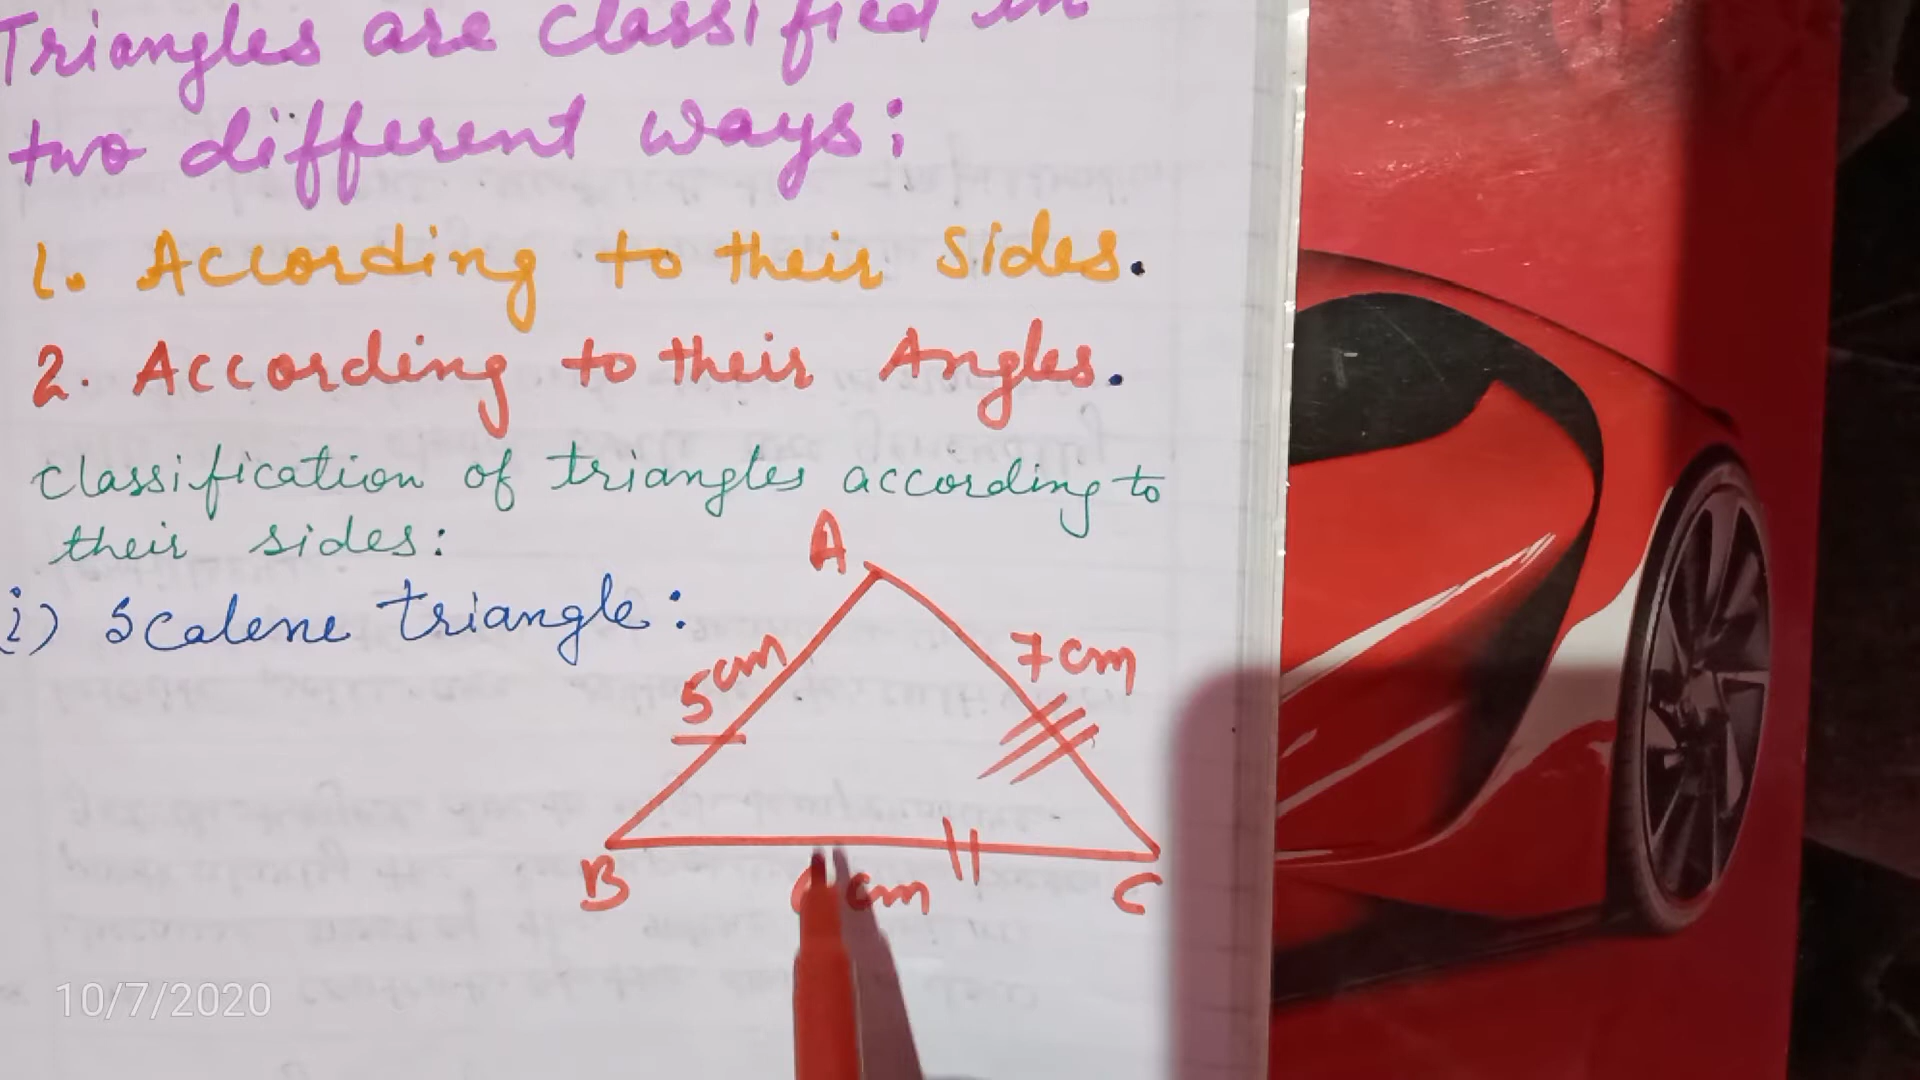 Triangles are classified in
two different ways:
1. According to their sides.
2. According to their Angles.
classification of triangles according to
their sides:
i) Scalene triangle:
A
5cm
7cm
B
cm
C
10/7/2020